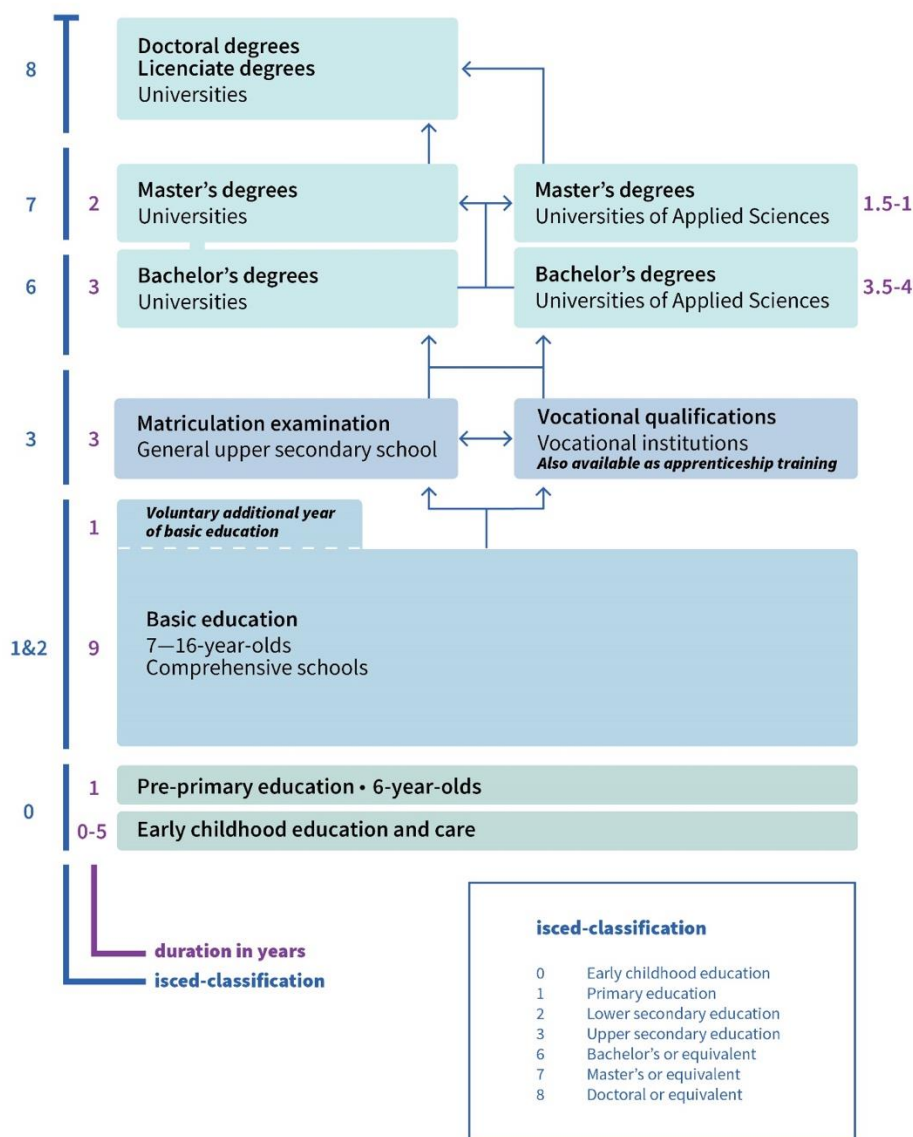 8
Doctoral degrees
Licenciate degrees
Universities
7
2
Master’s degrees
Universities
Master’s degrees
Universities of Applied Sciences
1.5-1
6
3
Bachelor’s degrees
Universities
Bachelor’s degrees
Universities of Applied Sciences
3.5-4
3
3
Matriculation examination
General upper secondary school
Vocational qualifications
Vocational institutions
Also available as apprenticeship training
1
Voluntary additional year
of basic education
1&2
9
Basic education
7—16-year-olds
Comprehensive schools
0
1
Pre-primary education • 6-year-olds
0-5
Early childhood education and care
duration in years
isced-classification
isced-classification
0 Early childhood education
1 Primary education
2 Lower secondary education
3 Upper secondary education
6 Bachelor’s or equivalent
7 Master’s or equivalent
8 Doctoral or equivalent